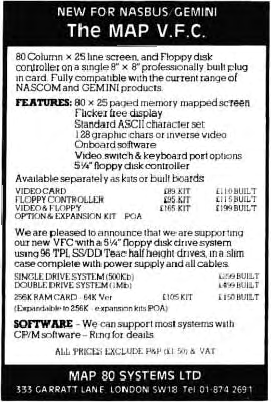 NEW FOR NASBUS/GEMINI
The MAP V.F.C.
80 Column × 25 line screen, and Floppy disk
controller on a single 8" × 8" professionally built plug
in card. Fully compatible with the current range of
NASCOM and GEMINI products.
FEATURES: 80 × 25 paged memory mapped screen
Flicker free display
Standard ASCII character set
128 graphic chars or inverse video
Onboard software
Video switch & keyboard port options
5¼" floppy disk controller
Available separately as kits or built boards
VIDEO CARD £89 KIT £110 BUILT
FLOPPY CONTROLLER £95 KIT £115 BUILT
VIDEO & FLOPPY £165 KIT £199 BUILT
OPTION & EXPANSION KIT POA
We are pleased to announce that we are supporting
our new VFC with a 5¼" floppy disk drive system
using 96 TPI, SS/DD Teac half height drives, in a slim
case complete with power supply and all cables.
SINGLE DRIVE SYSTEM (500Kb) BUILT
DOUBLE DRIVE SYSTEM (1Mb) £499 BUILT
256K RAM CARD - 64K Ver £105 KIT £150 BUILT
(Expandable to 256K - expansion kits POA)
SOFTWARE - We can support most systems with
CP/M software - Ring for details.
ALL PRICES EXCLUDE P&P (£1.50) & VAT
MAP 80 SYSTEMS LTD
333 GARRATT LANE, LONDON SW18 Tel 01-874 2691